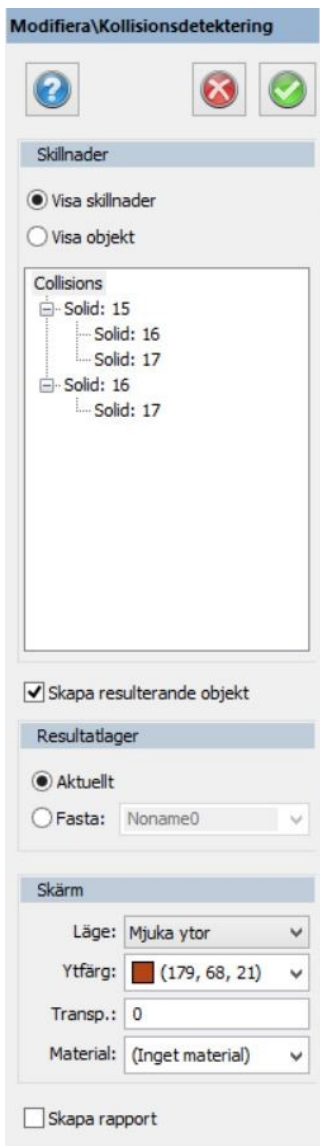 Modifiera\Kollisionsdetektering
Skillnader
Visa skillnader
Visa objekt
Collisions
Solid: 15
Solid: 16
Solid: 17
Solid: 16
Solid: 17
Skapa resulterande objekt
Resultatlager
Aktuellt
Fasta: Noname0
Skärm
Läge: Mjuka ytor
Ytfärg: (179, 68, 21)
Transp.: 0
Material: (Inget material)
Skapa rapport